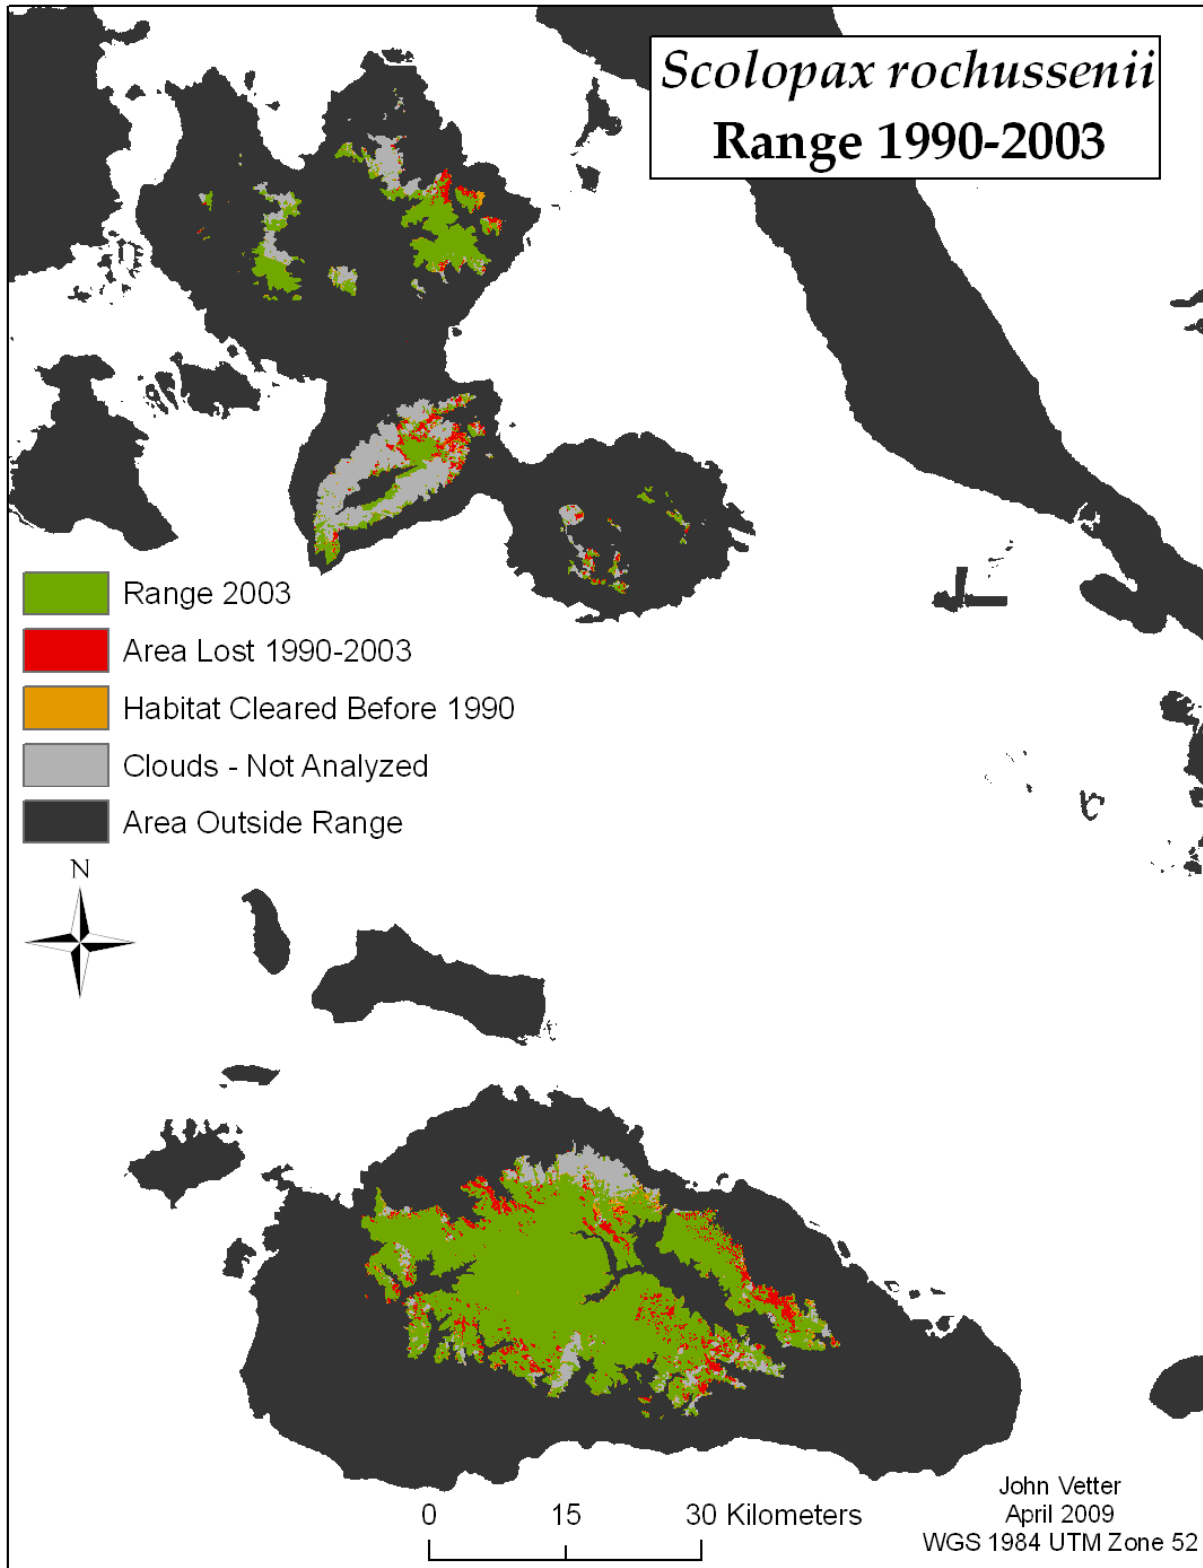 Scolopax rochussenii
Range 1990-2003
Range 2003
Area Lost 1990-2003
Habitat Cleared Before 1990
Clouds - Not Analyzed
Area Outside Range
N
0 15 30 Kilometers
John Vetter
April 2009
WGS 1984 UTM Zone 52